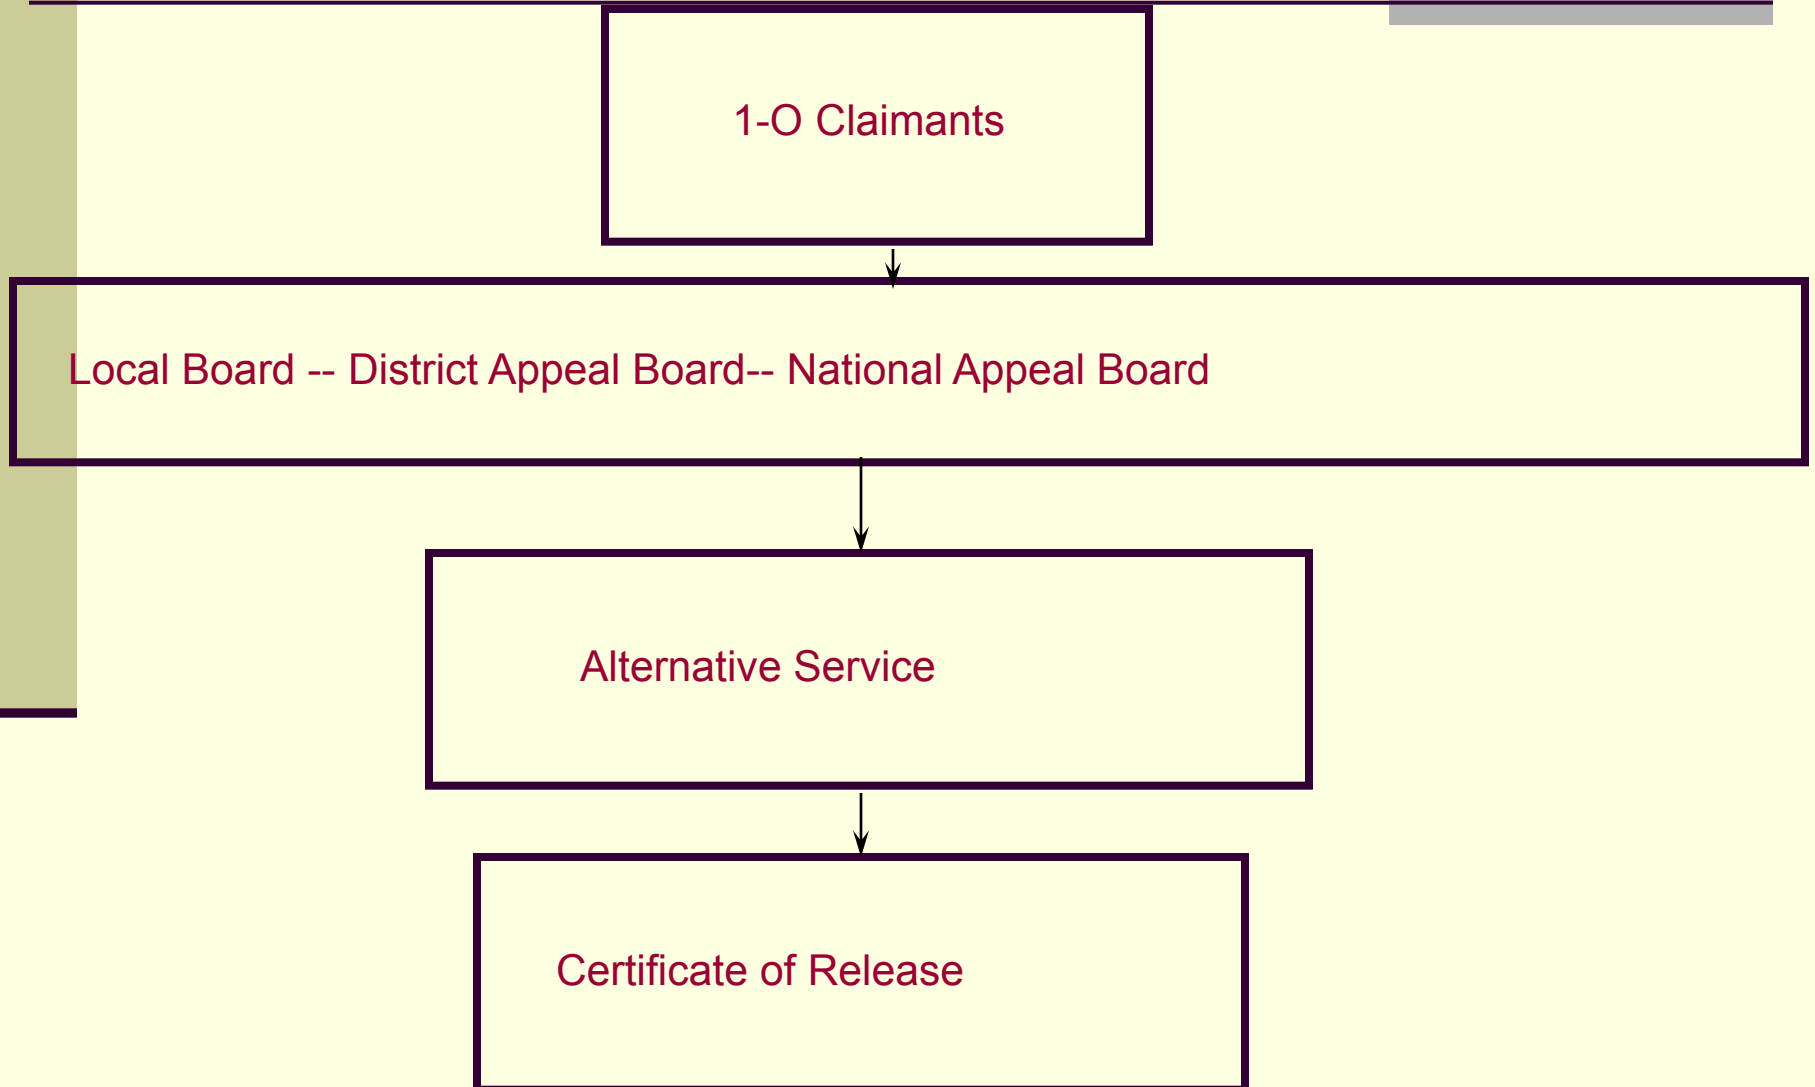 1-O Claimants
Local Board -- District Appeal Board-- National Appeal Board
Alternative Service
Certificate of Release